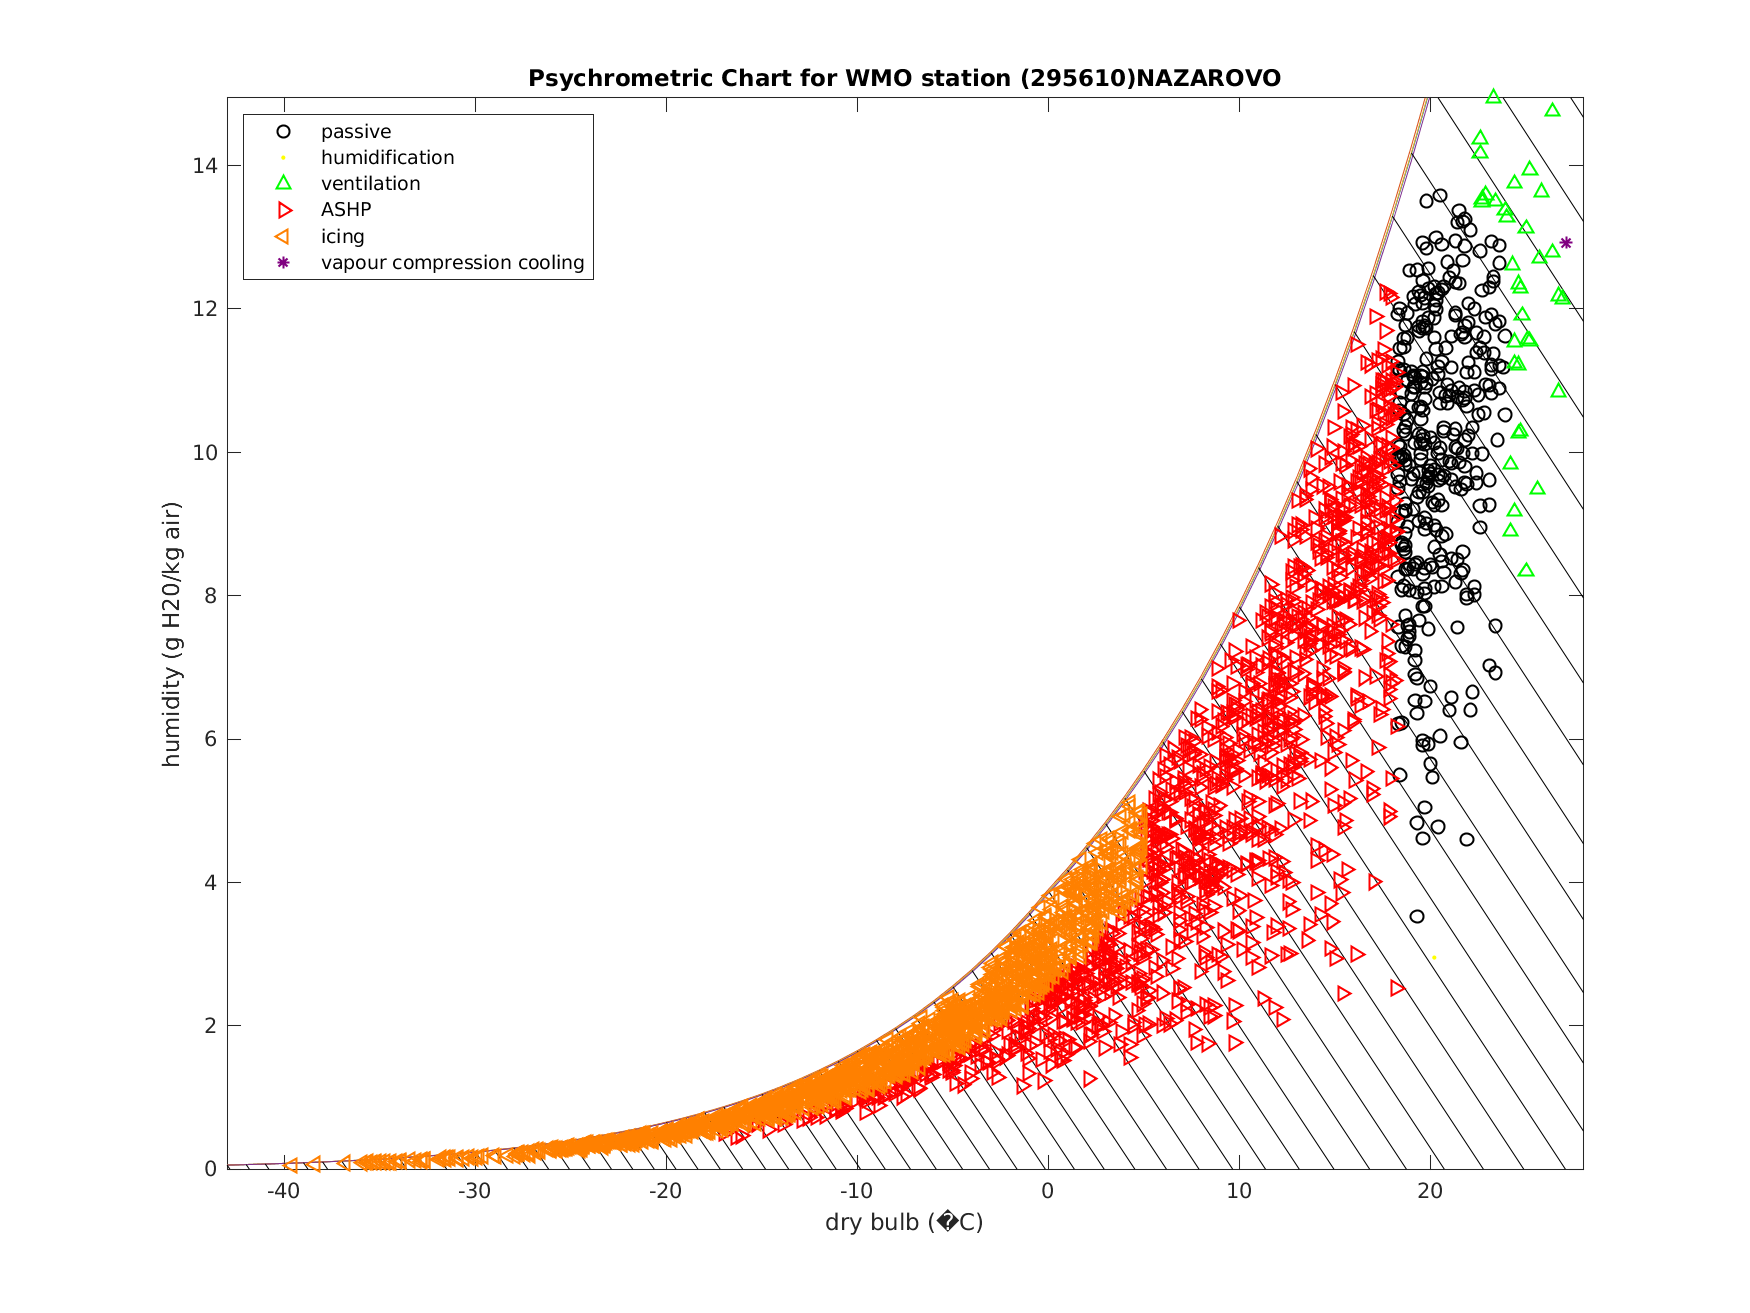 Psychrometric Chart for WMO station (295610)NAZAROVO
passive
humidification
ventilation
ASHP
icing
vapour compression cooling
14
12
10
8
6
4
2
0
humidity (g H20/kg air)
-40 -30 -20 -10 0 10 20
dry bulb (�C)